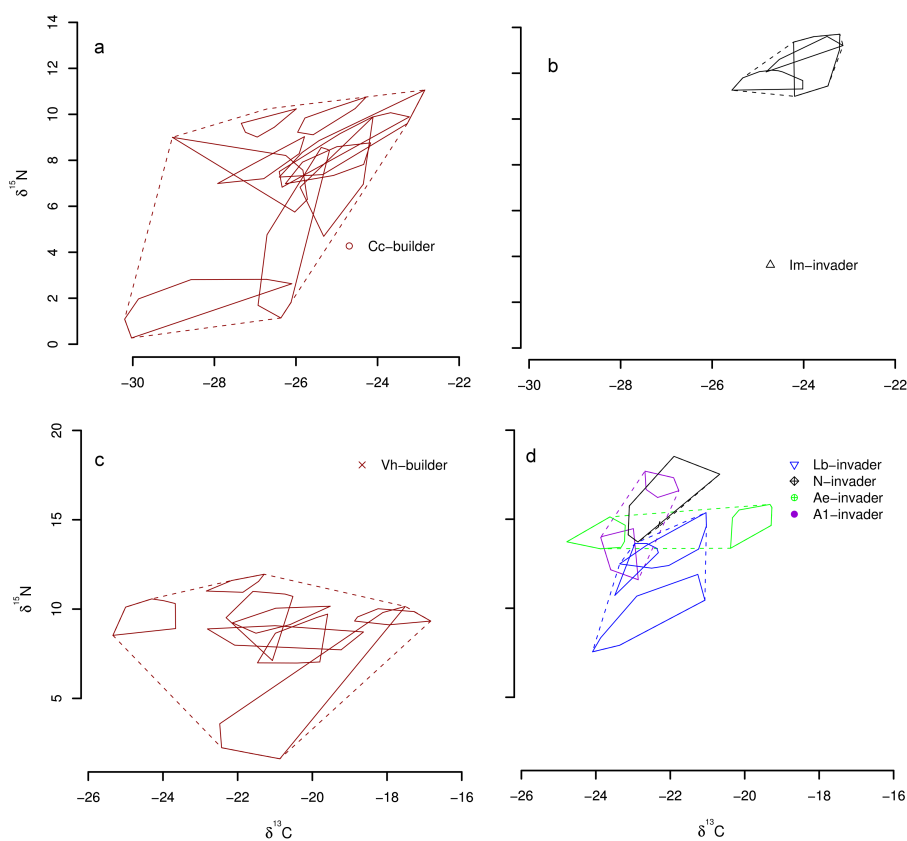 a
14
12
10
8
6
4
2
0
δ15N
Cc−builder
−30
−28
−26
−24
−22
b
Im−invader
−30
−28
−26
−24
−22
c
20
15
10
5
δ15N
Vh−builder
−26
−24
−22
−20
−18
−16
δ13C
d
Lb−invader
N−invader
Ae−invader
A1−invader
−26
−24
−22
−20
−18
−16
δ13C